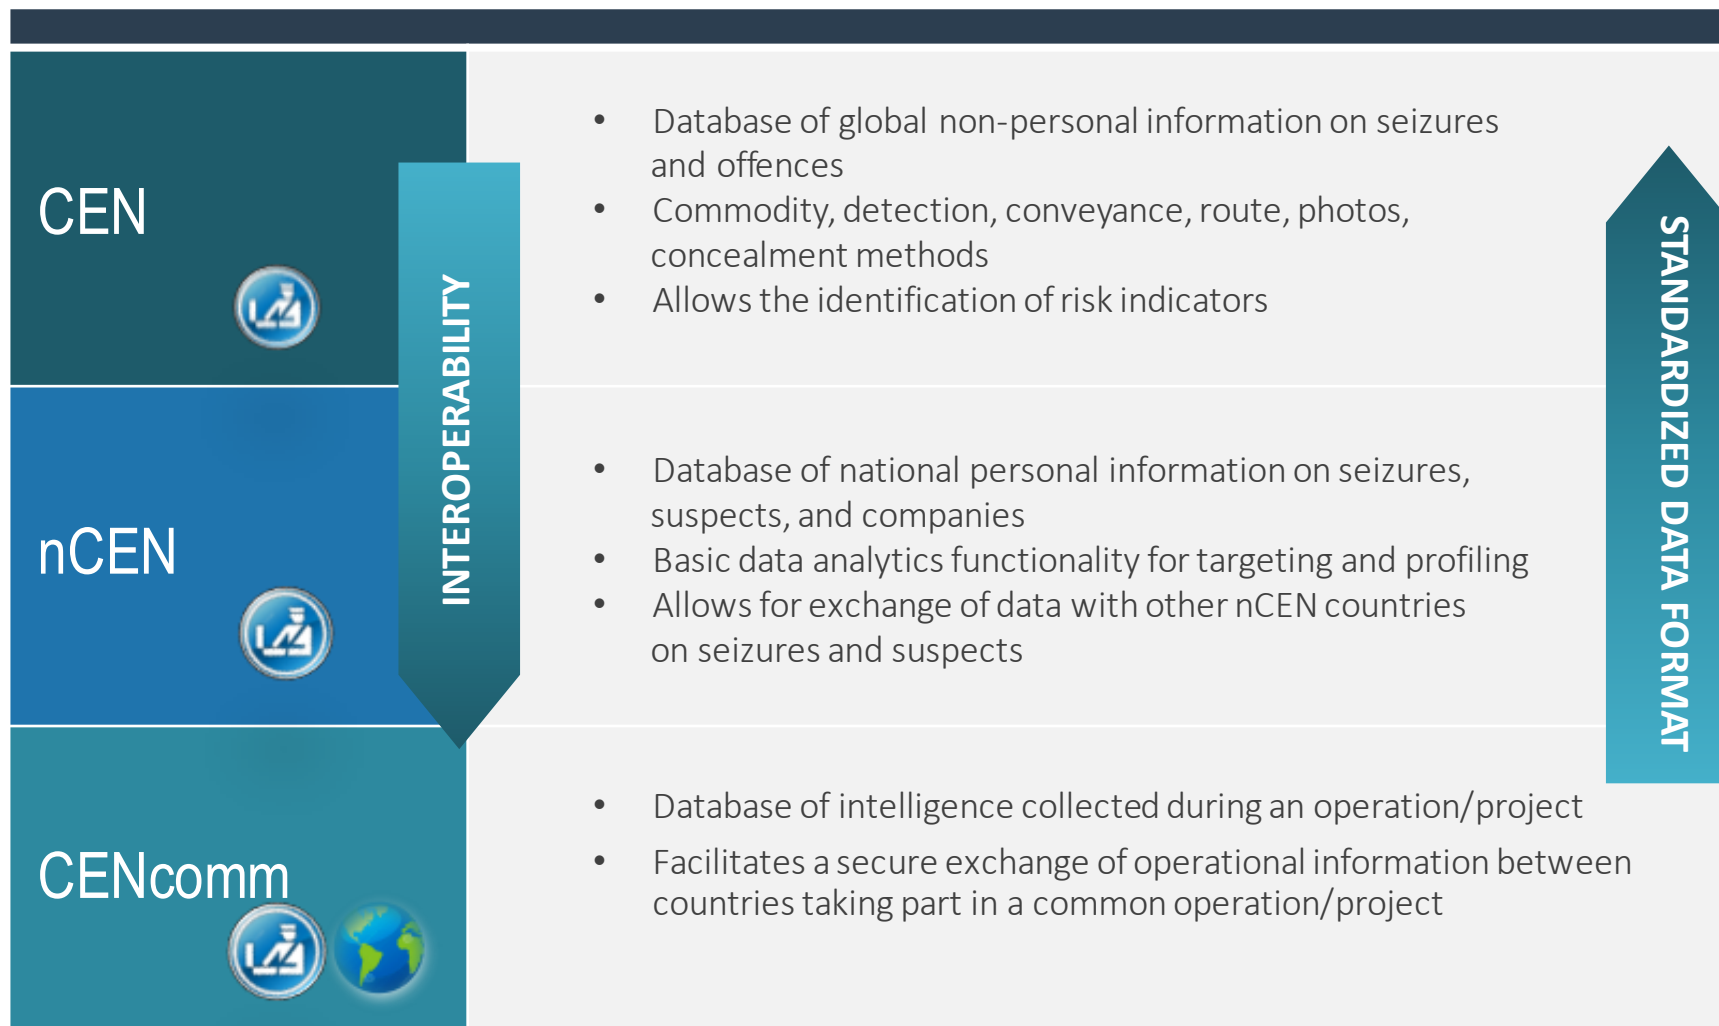 CEN
• Database of global non-personal information on seizures
and offences
• Commodity, detection, conveyance, route, photos,
concealment methods
• Allows the identification of risk indicators
INTEROPERABILITY
STANDARDIZED DATA FORMAT
nCEN
• Database of national personal information on seizures,
suspects, and companies
• Basic data analytics functionality for targeting and profiling
• Allows for exchange of data with other nCEN countries
on seizures and suspects
CENcomm
• Database of intelligence collected during an operation/project
• Facilitates a secure exchange of operational information between
countries taking part in a common operation/project